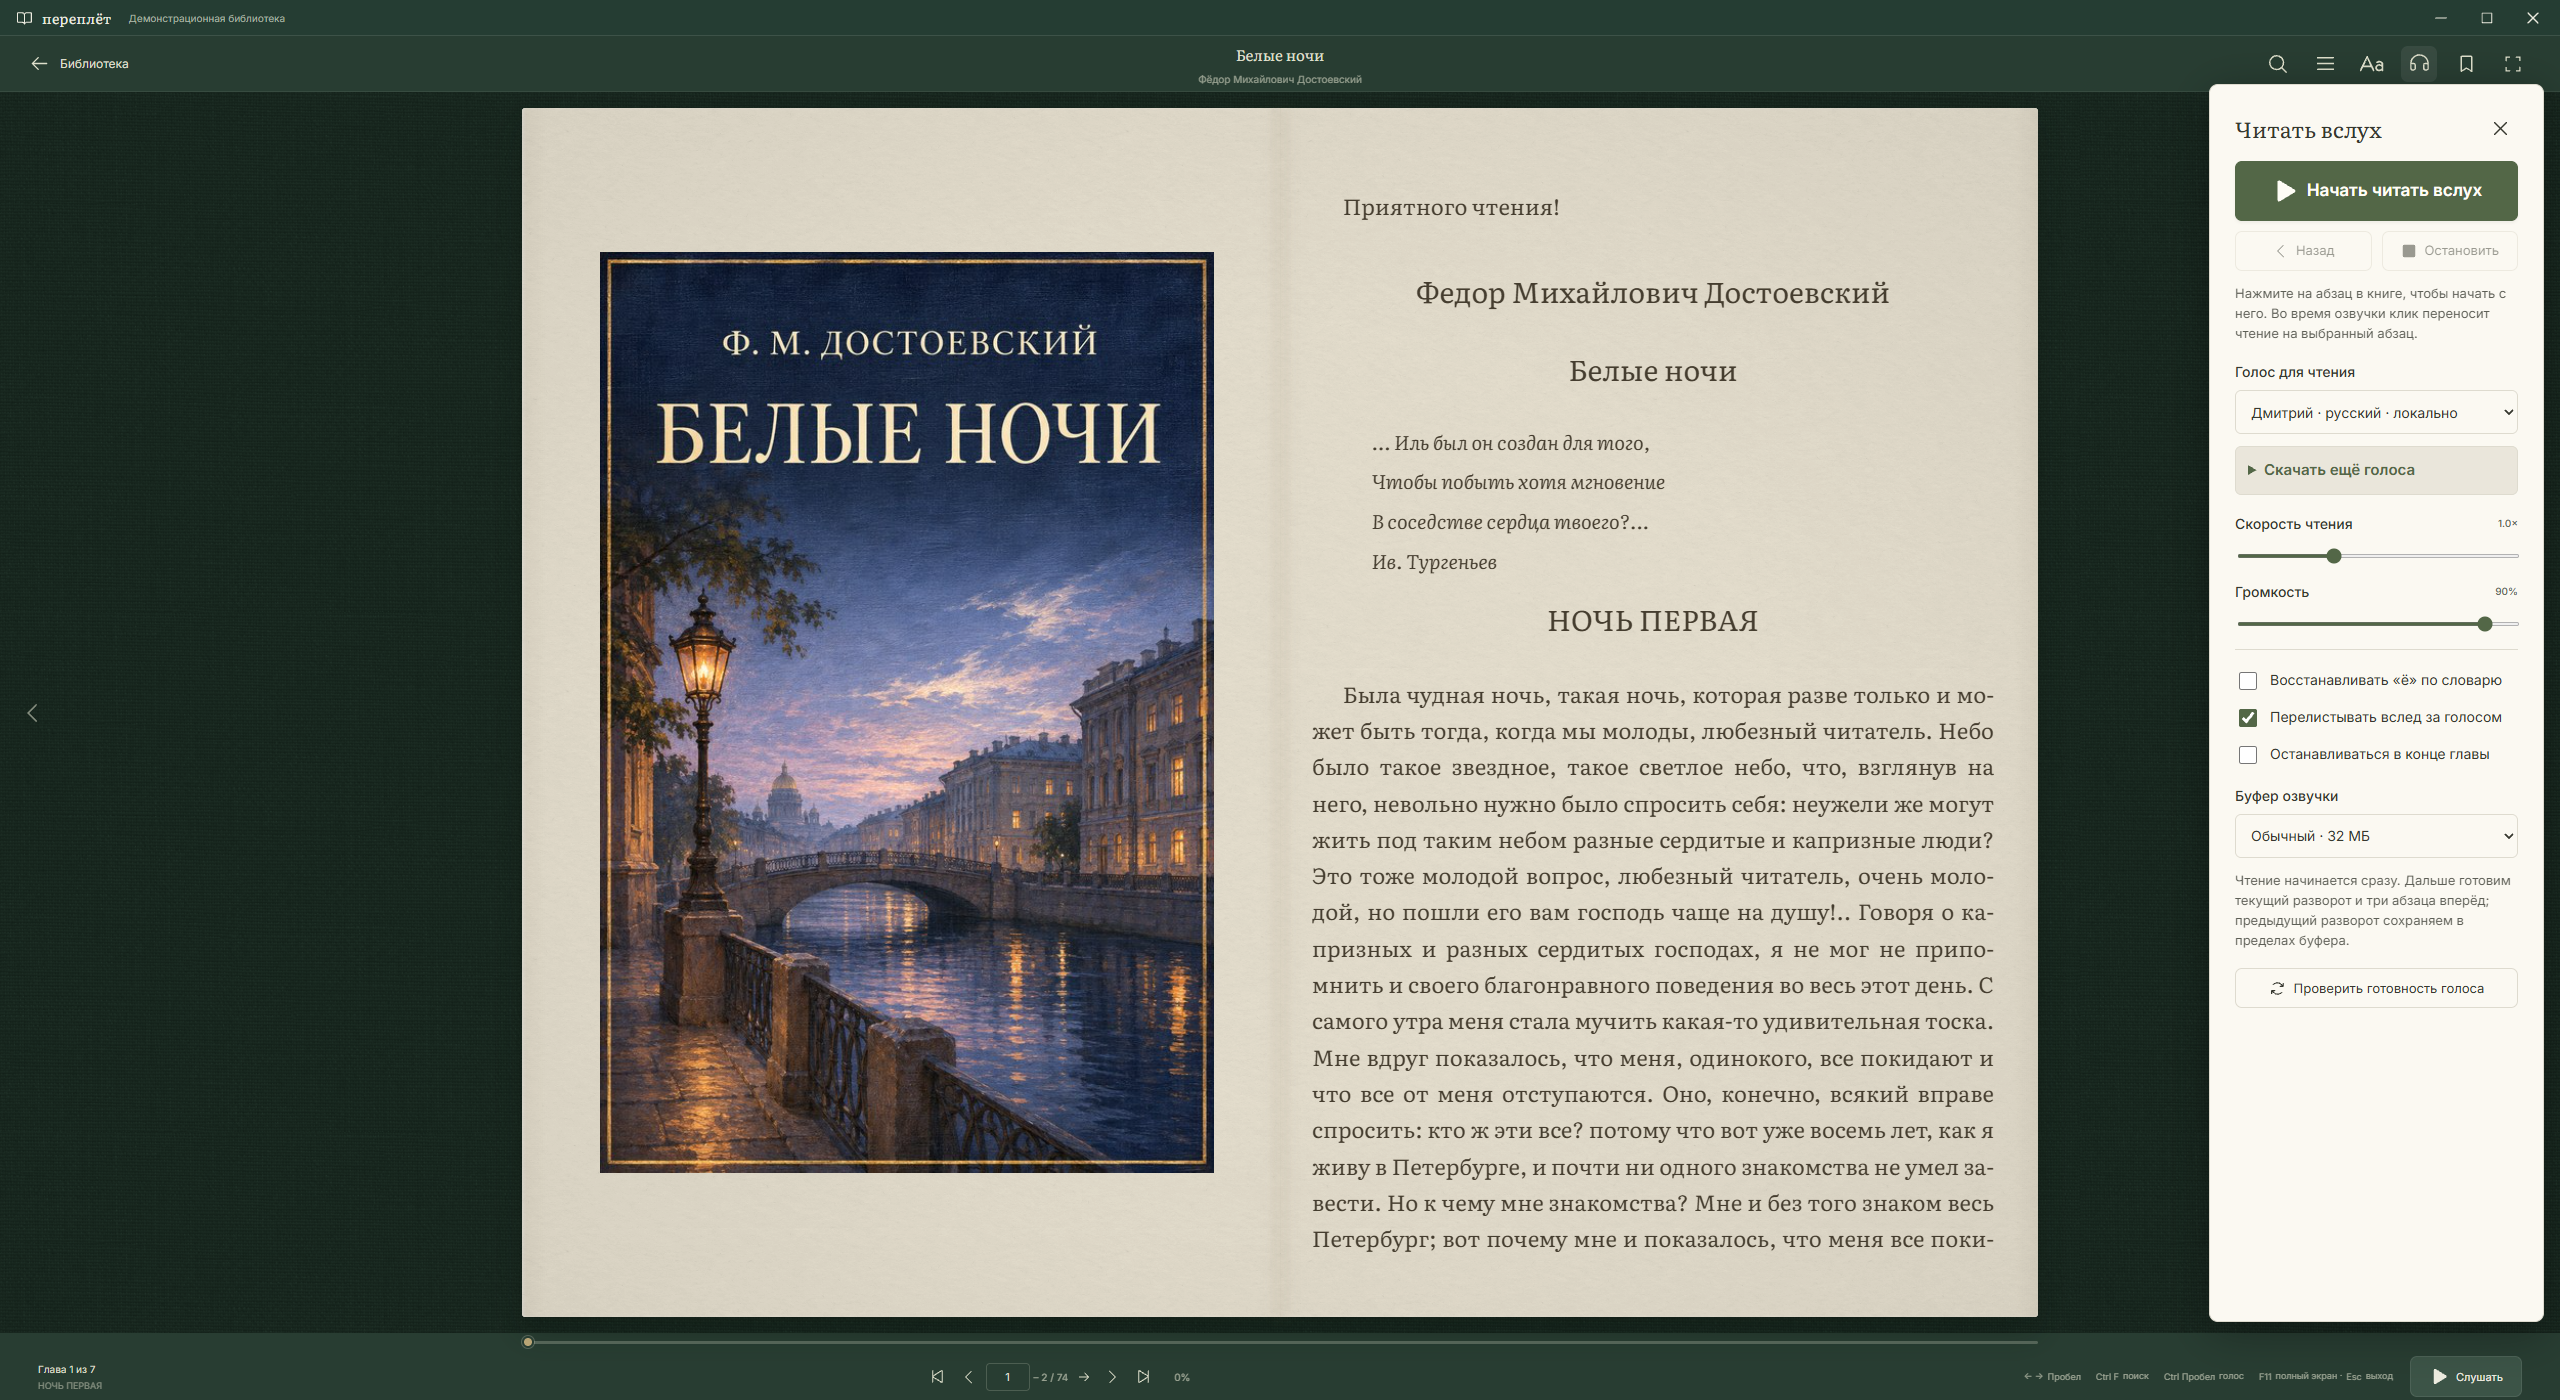 переплёт Демонстрационная библиотека
Библиотека
Белые ночи
Фёдор Михайлович Достоевский
Aa
Ф. М. ДОСТОЕВСКИЙ
БЕЛЫЕ НОЧИ
Приятного чтения!
Федор Михайлович Достоевский
Белые ночи
... Иль был он создан для того,
Чтобы побыть хотя мгновение
В соседстве сердца твоего?...
Ив. Тургеньев
НОЧЬ ПЕРВАЯ
Была чудная ночь, такая ночь, которая разве только и мо-
жет быть тогда, когда мы молоды, любезный читатель. Небо
было такое звездное, такое светлое небо, что, взглянув на
него, невольно нужно было спросить себя: неужели же могут
жить под таким небом разные сердитые и капризные люди?
Это тоже молодой вопрос, любезный читатель, очень моло-
дой, но пошли его вам господь чаще на душу!.. Говоря о ка-
призных и разных сердитых господах, я не мог не припо-
мнить и своего благонравного поведения во весь этот день. С
самого утра меня стала мучить какая-то удивительная тоска.
Мне вдруг показалось, что меня, одинокого, все покидают и
что все от меня отступаются. Оно, конечно, всякий вправе
спросить: кто ж эти все? потому что вот уже восемь лет, как я
живу в Петербурге, и почти ни одного знакомства не умел за-
вести. Но к чему мне знакомства? Мне и без того знаком весь
Петербург; вот почему мне и показалось, что меня все поки-
Читать вслух
Начать читать вслух
Назад
Остановить
Нажмите на абзац в книге, чтобы начать с
него. Во время озвучки клик переносит
чтение на выбранный абзац.
Голос для чтения
Дмитрий · русский · локально
Скачать ещё голоса
Скорость чтения 1.0×
Громкость 90%
Восстанавливать «ё» по словарю
Перелистывать вслед за голосом
Останавливаться в конце главы
Буфер озвучки
Обычный · 32 МБ
Чтение начинается сразу. Дальше готовим
текущий разворот и три абзаца вперёд;
предыдущий разворот сохраняем в
пределах буфера.
Проверить готовность голоса
Глава 1 из 7
НОЧЬ ПЕРВАЯ
1 – 2 / 74 0%
← → Пробел Ctrl F поиск Ctrl Пробел голос F11 полный экран · Esc выход
Слушать